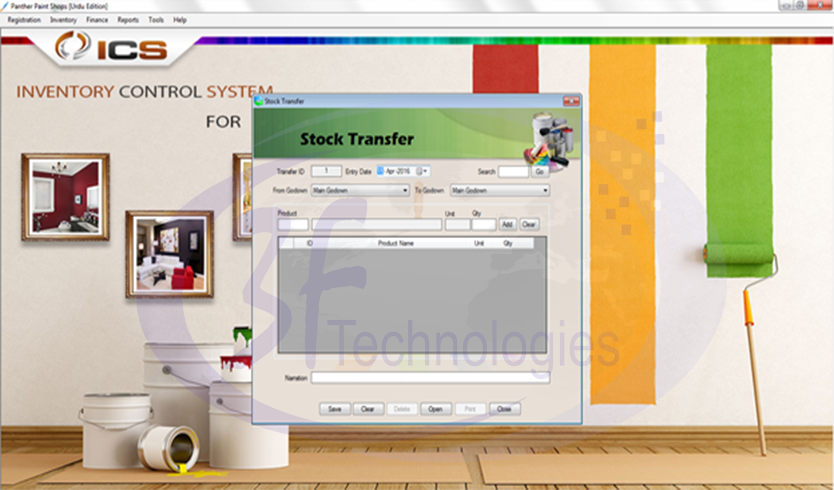 Panther Paint Shops [Urdu Edition]
Registration Inventory Finance Reports Tools Help
ICS
INVENTORY CONTROL SYSTEM
FOR
Stock Transfer
Stock Transfer
Transfer ID 1 Entry Date Apr-2016 Search Go
From Godown Main Godown To Godown Main Godown
Product Unit Qty
Add Clear
ID Product Name Unit Qty
3F
Technologies
Narration
Save Clear Delete Open Print Close